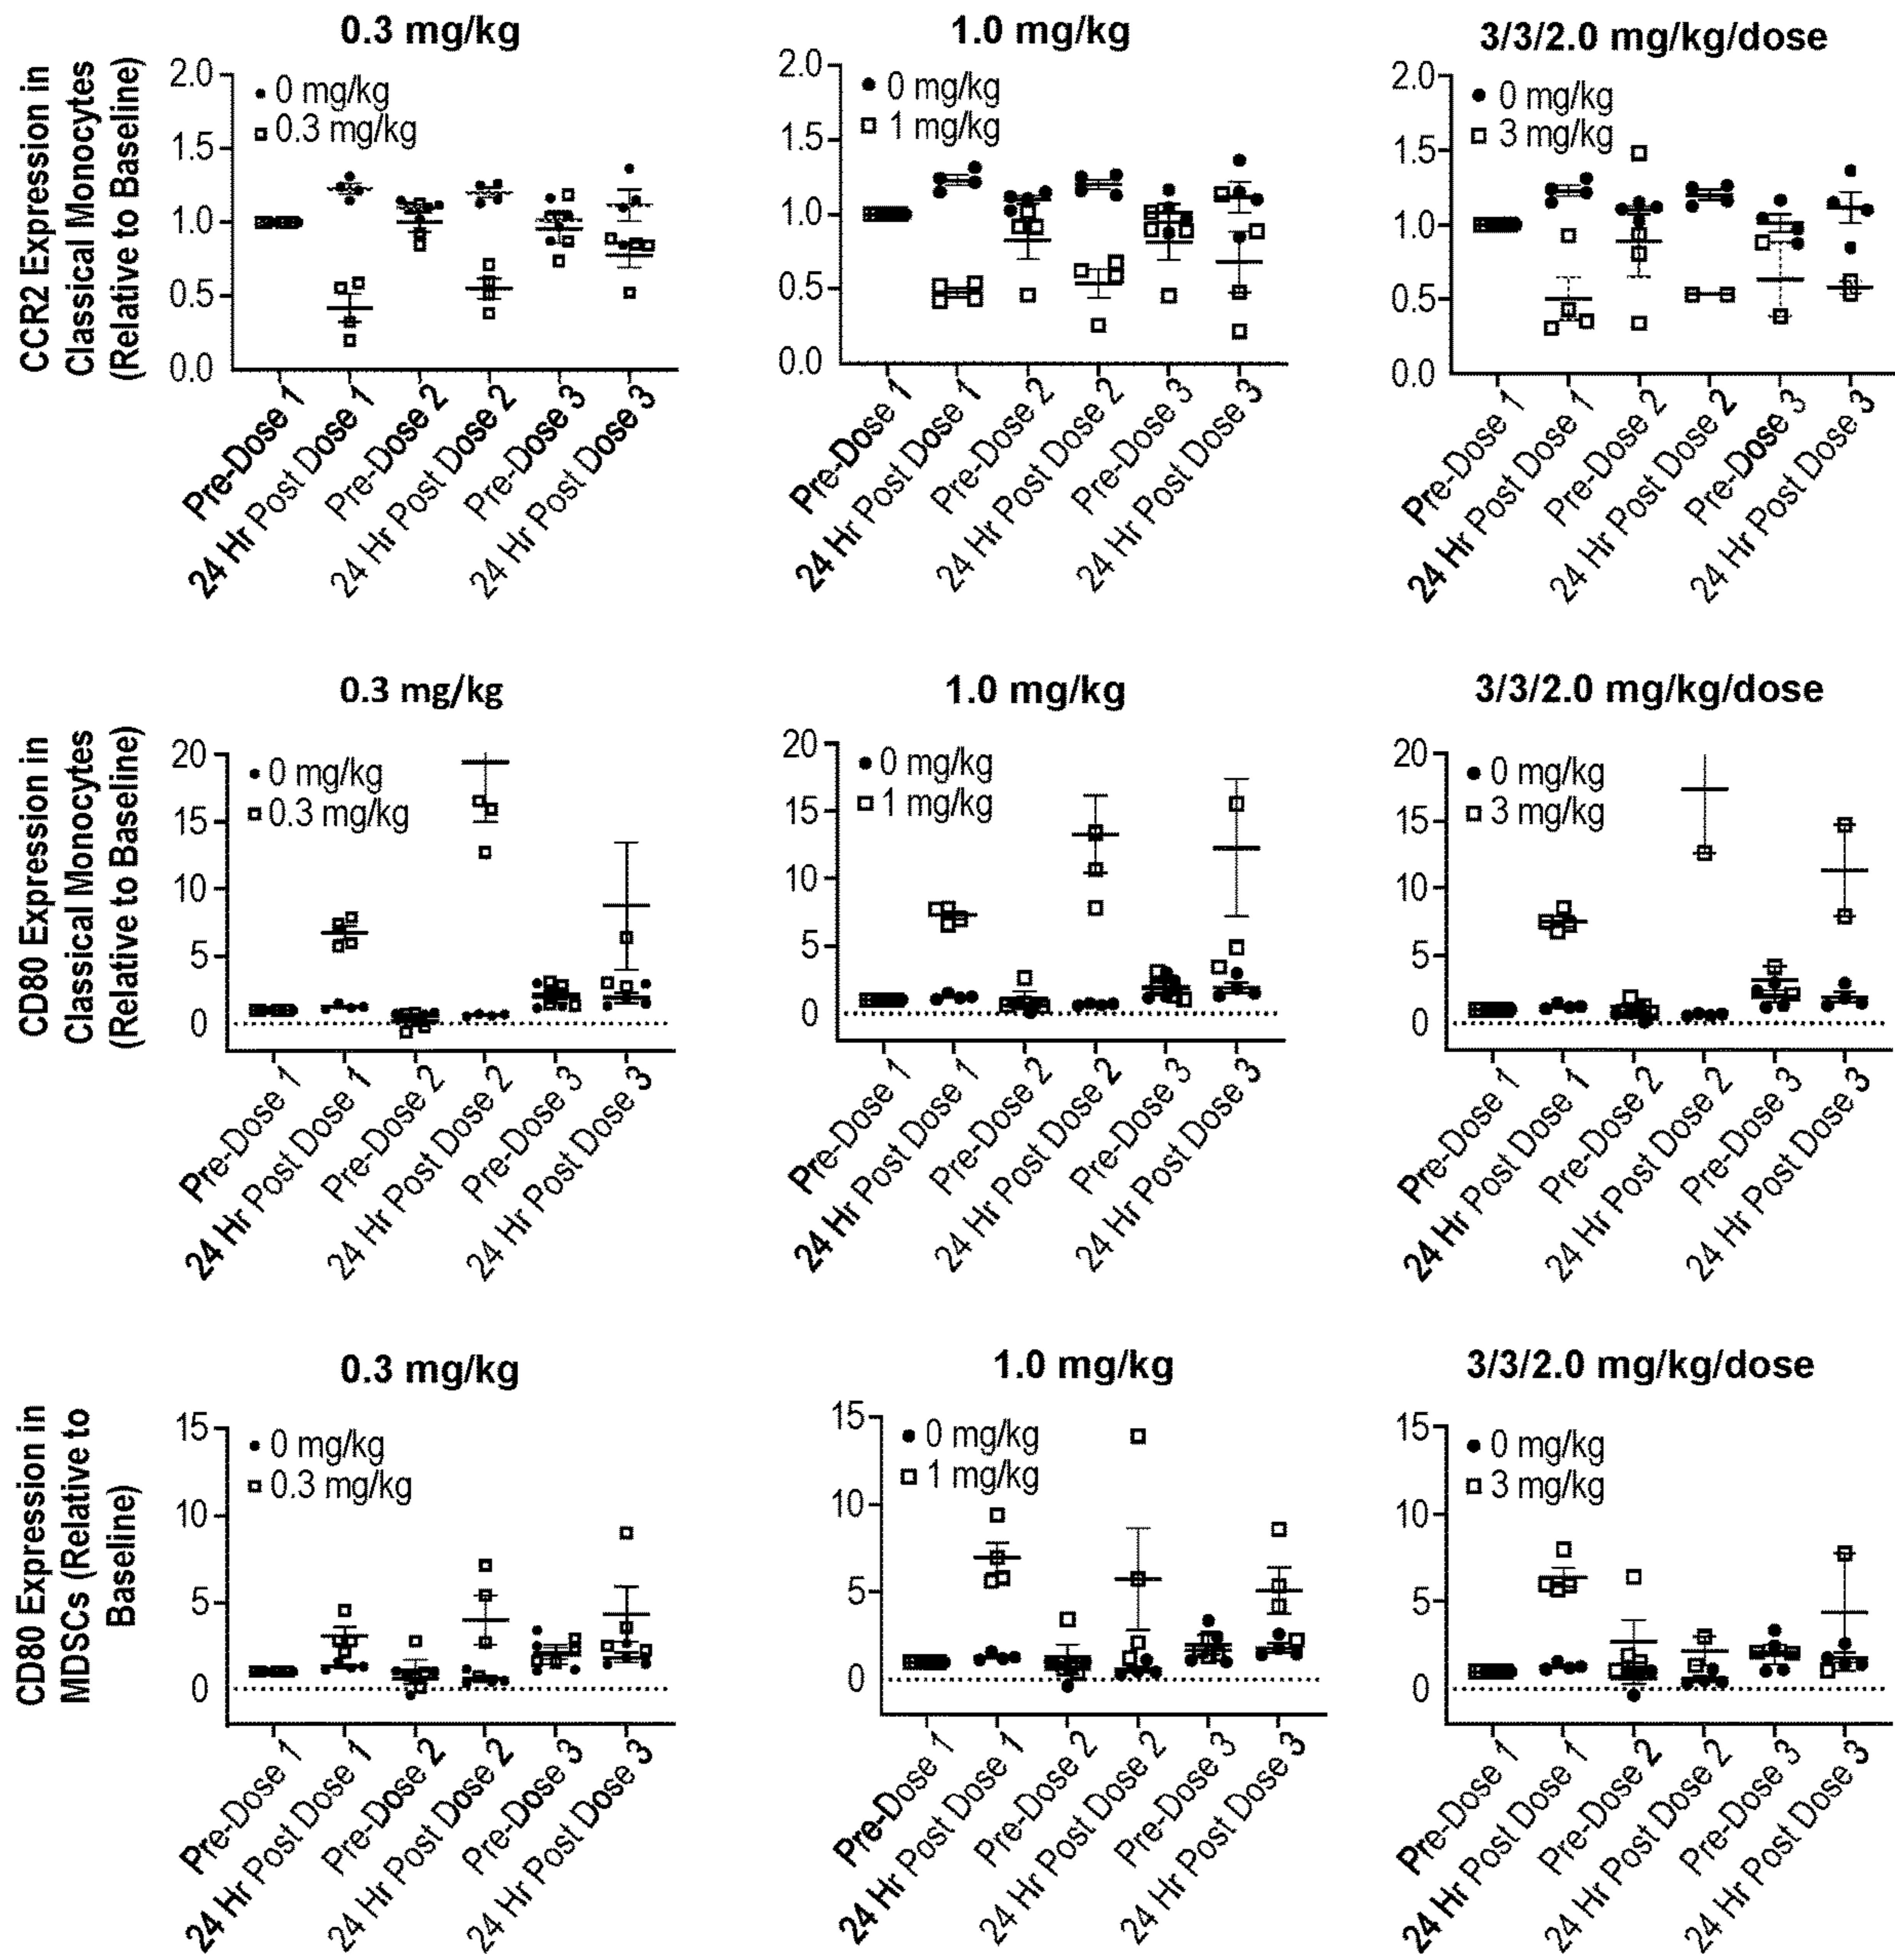 0.3 mg/kg
CCR2 Expression in
Classical Monocytes
(Relative to Baseline)
2.0
1.5
1.0
0.5
0.0
0 mg/kg
0.3 mg/kg
Pre-Dose 1
24 Hr Post Dose 1
Pre-Dose 2
24 Hr Post Dose 2
Pre-Dose 3
24 Hr Post Dose 3
1.0 mg/kg
2.0
1.5
1.0
0.5
0.0
0 mg/kg
1 mg/kg
Pre-Dose 1
24 Hr Post Dose 1
Pre-Dose 2
24 Hr Post Dose 2
Pre-Dose 3
24 Hr Post Dose 3
3/3/2.0 mg/kg/dose
2.0
1.5
1.0
0.5
0.0
0 mg/kg
3 mg/kg
Pre-Dose 1
24 Hr Post Dose 1
Pre-Dose 2
24 Hr Post Dose 2
Pre-Dose 3
24 Hr Post Dose 3
0.3 mg/kg
CD80 Expression in
Classical Monocytes
(Relative to Baseline)
20
15
10
5
0
0 mg/kg
0.3 mg/kg
Pre-Dose 1
24 Hr Post Dose 1
Pre-Dose 2
24 Hr Post Dose 2
Pre-Dose 3
24 Hr Post Dose 3
1.0 mg/kg
20
15
10
5
0
0 mg/kg
1 mg/kg
Pre-Dose 1
24 Hr Post Dose 1
Pre-Dose 2
24 Hr Post Dose 2
Pre-Dose 3
24 Hr Post Dose 3
3/3/2.0 mg/kg/dose
20
15
10
5
0
0 mg/kg
3 mg/kg
Pre-Dose 1
24 Hr Post Dose 1
Pre-Dose 2
24 Hr Post Dose 2
Pre-Dose 3
24 Hr Post Dose 3
0.3 mg/kg
CD80 Expression in
MDSCs (Relative to
Baseline)
15
10
5
0
0 mg/kg
0.3 mg/kg
Pre-Dose 1
24 Hr Post Dose 1
Pre-Dose 2
24 Hr Post Dose 2
Pre-Dose 3
24 Hr Post Dose 3
1.0 mg/kg
15
10
5
0
0 mg/kg
1 mg/kg
Pre-Dose 1
24 Hr Post Dose 1
Pre-Dose 2
24 Hr Post Dose 2
Pre-Dose 3
24 Hr Post Dose 3
3/3/2.0 mg/kg/dose
15
10
5
0
0 mg/kg
3 mg/kg
Pre-Dose 1
24 Hr Post Dose 1
Pre-Dose 2
24 Hr Post Dose 2
Pre-Dose 3
24 Hr Post Dose 3